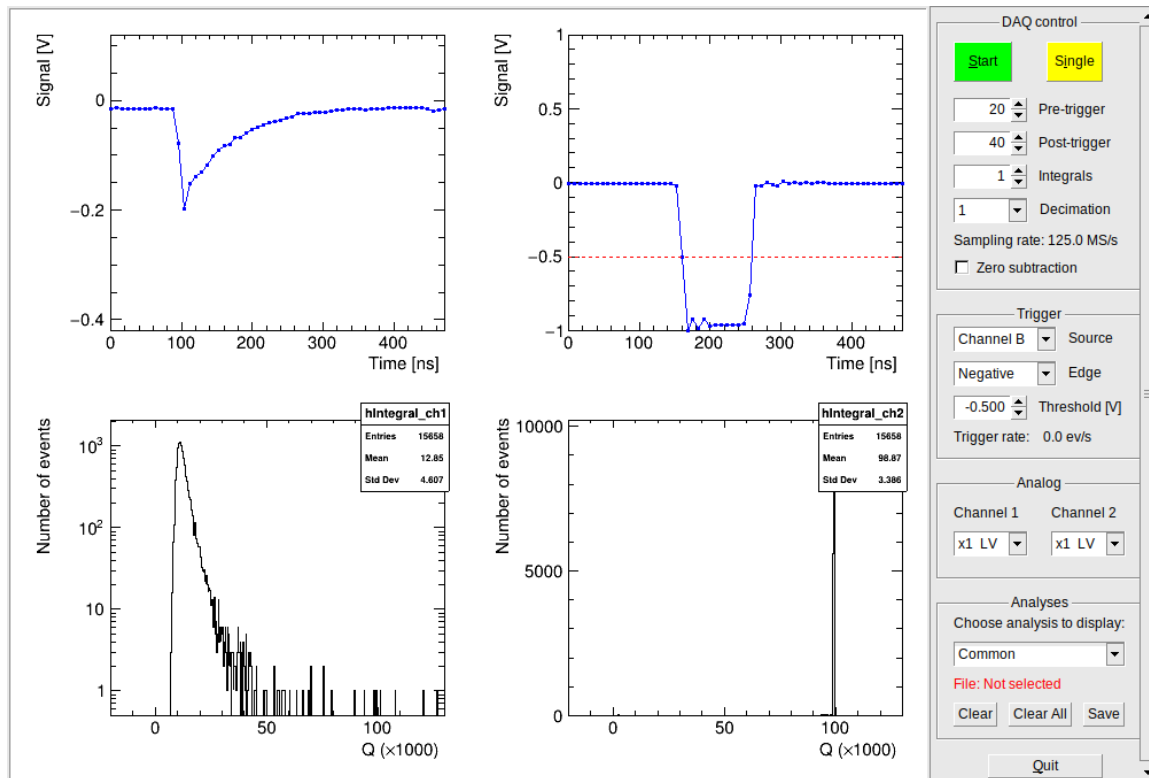 Signal [V]
0
−0.2
−0.4
0 100 200 300 400
Time [ns]
Signal [V]
1
0.5
0
−0.5
−1
0 100 200 300 400
Time [ns]
Number of events
10³
10²
10
1
0 50 100
Q (×1000)
hIntegral_ch1
Entries 15658
Mean 12.85
Std Dev 4.607
Number of events
10000
5000
0
0 50 100
Q (×1000)
hIntegral_ch2
Entries 15658
Mean 98.87
Std Dev 3.386
DAQ control
Start Single
20 Pre-trigger
40 Post-trigger
1 Integrals
1 Decimation
Sampling rate: 125.0 MS/s
Zero subtraction
Trigger
Channel B Source
Negative Edge
-0.500 Threshold [V]
Trigger rate: 0.0 ev/s
Analog
Channel 1 Channel 2
x1 LV x1 LV
Analyses
Choose analysis to display:
Common
File: Not selected
Clear Clear All Save
Quit